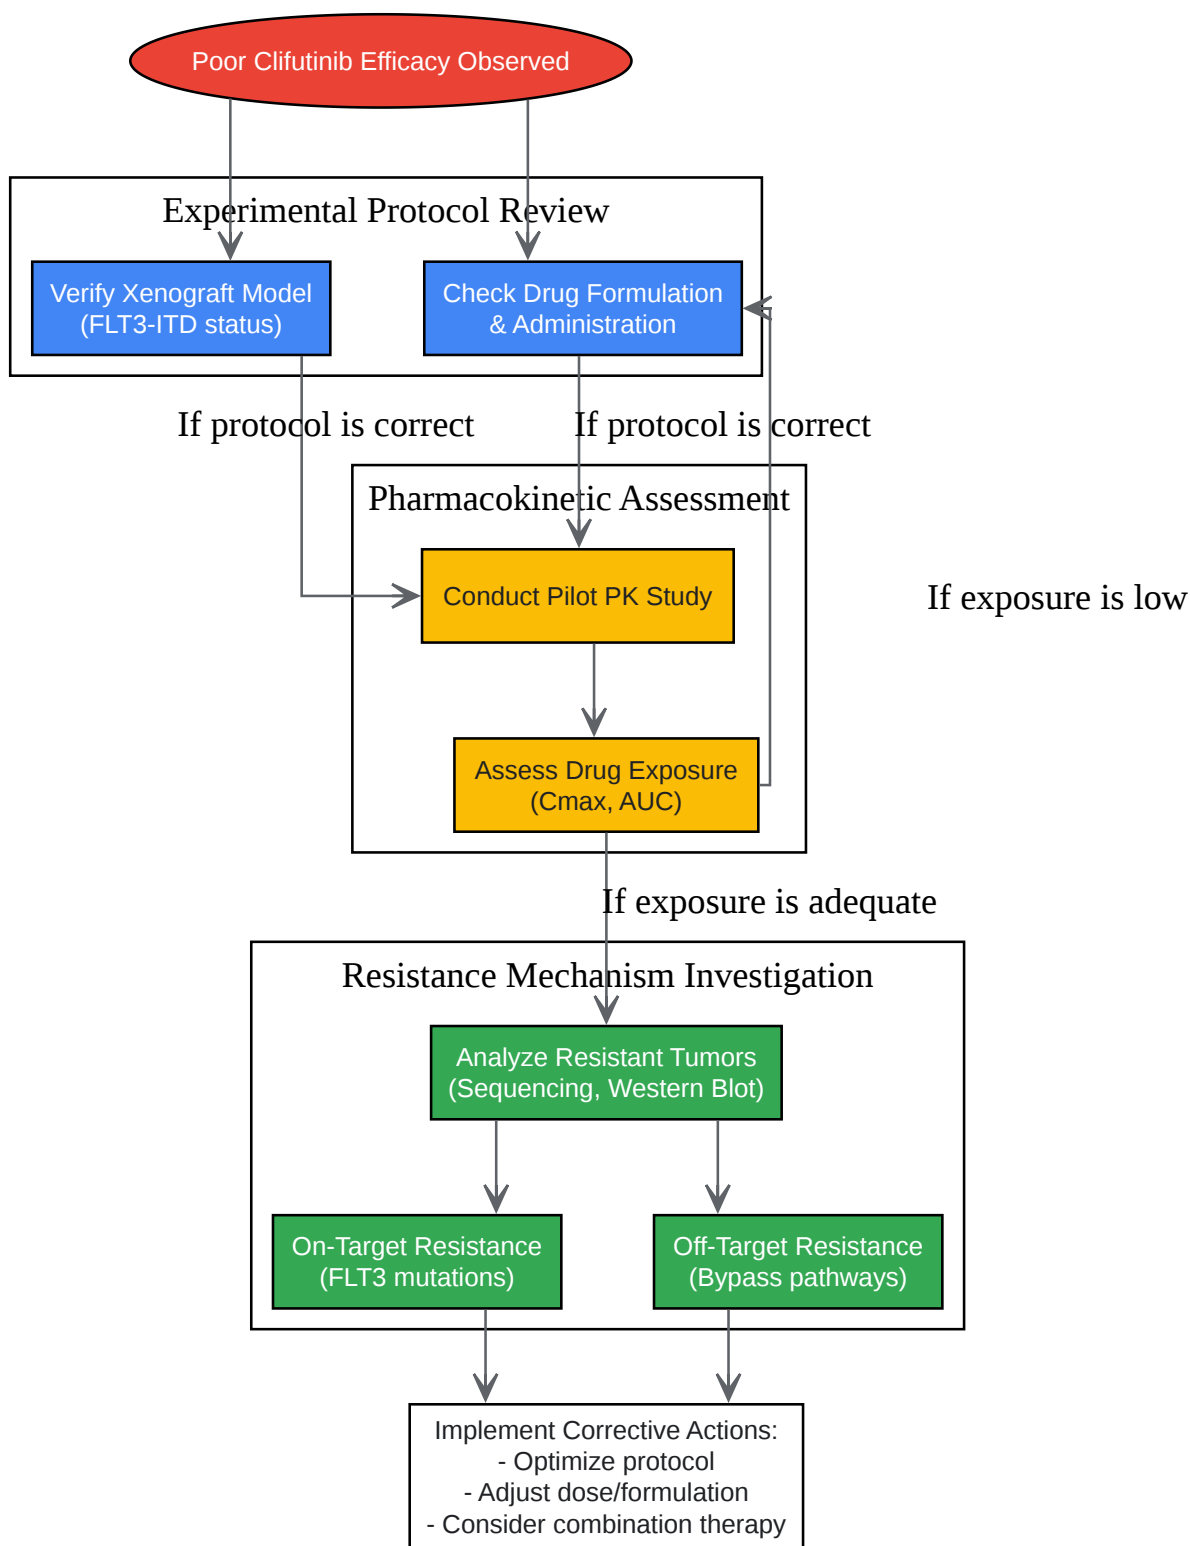 Poor Clifutinib Efficacy Observed
Experimental Protocol Review
Verify Xenograft Model
(FLT3-ITD status)
Check Drug Formulation
& Administration
If protocol is correct
If protocol is correct
Pharmacokinetic Assessment
Conduct Pilot PK Study
If exposure is low
Assess Drug Exposure
(Cmax, AUC)
If exposure is adequate
Resistance Mechanism Investigation
Analyze Resistant Tumors
(Sequencing, Western Blot)
On-Target Resistance
(FLT3 mutations)
Off-Target Resistance
(Bypass pathways)
Implement Corrective Actions:
- Optimize protocol
- Adjust dose/formulation
- Consider combination therapy